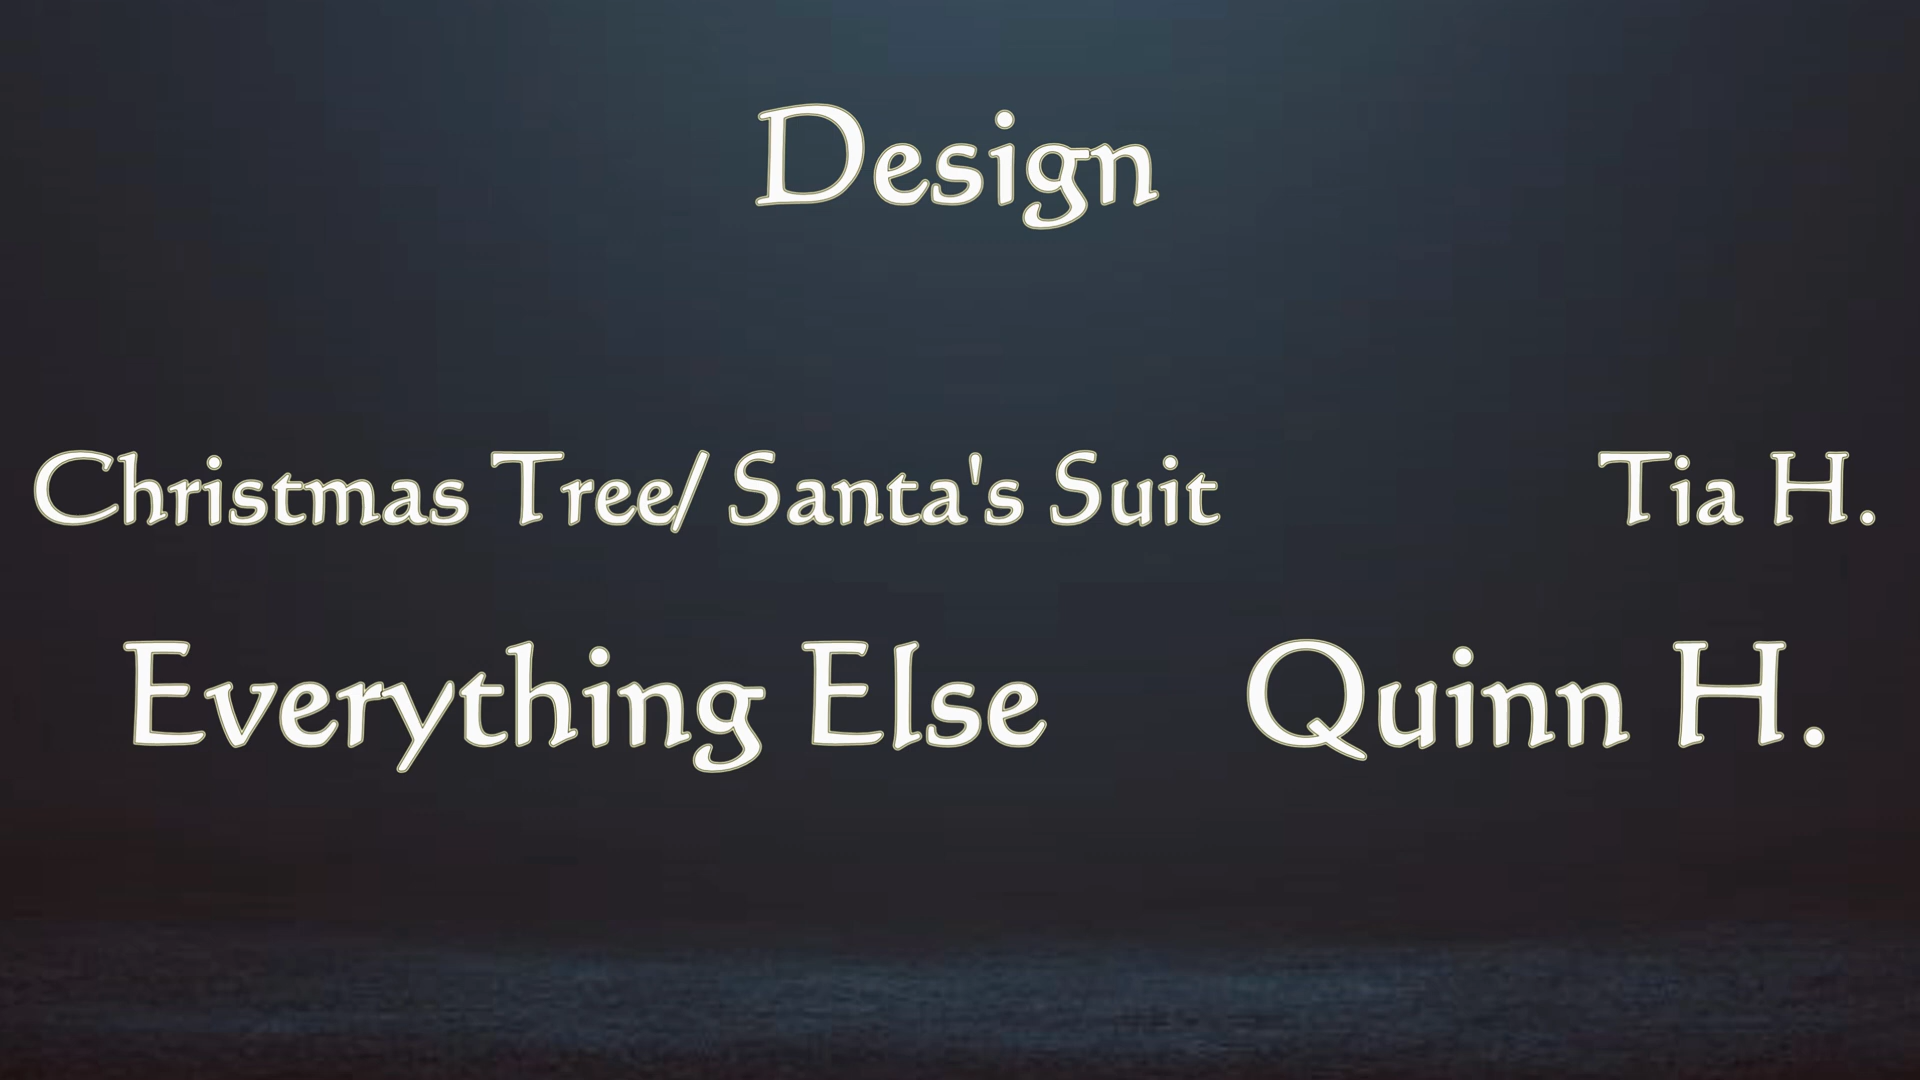 Design
Christmas Tree/ Santa's Suit Tia H.
Everything Else Quinn H.